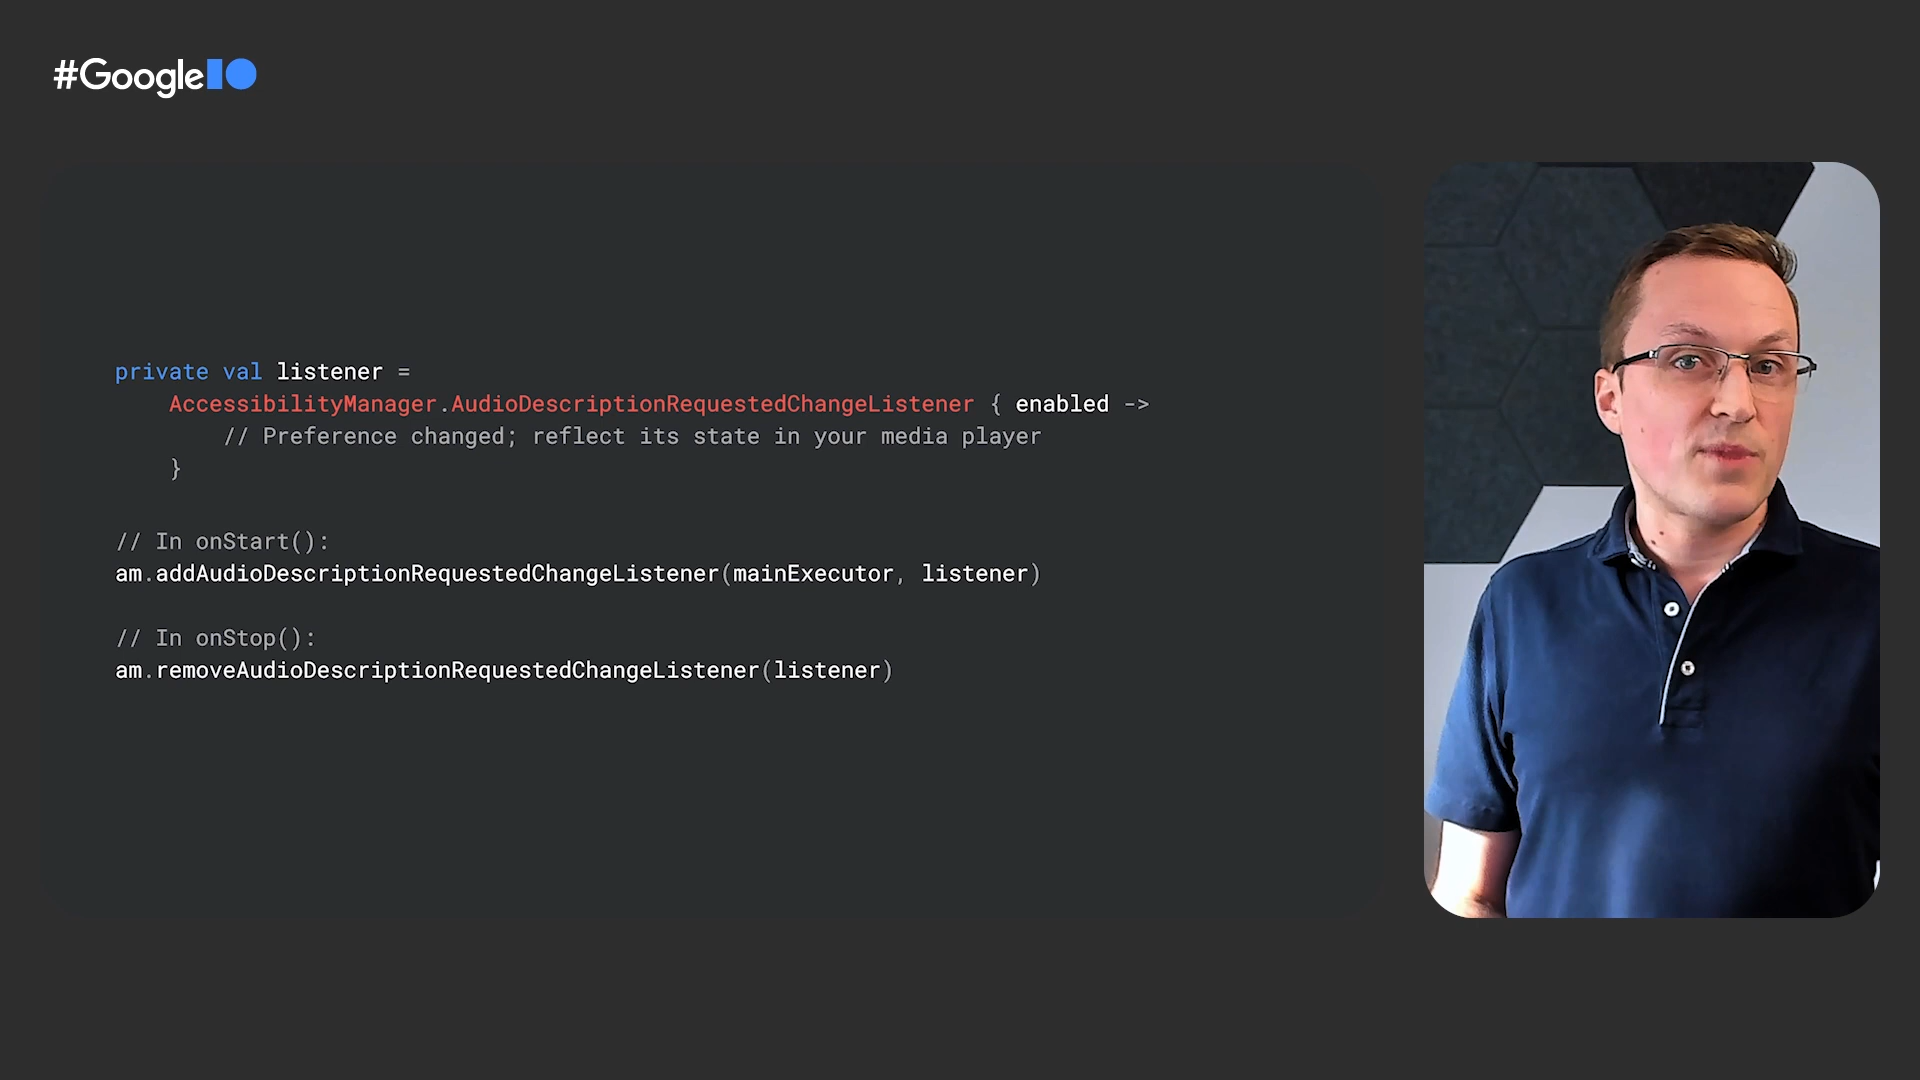 #GoogleIO
private val listener =
AccessibilityManager.AudioDescriptionRequestedChangeListener { enabled ->
// Preference changed; reflect its state in your media player
}
// In onStart():
am.addAudioDescriptionRequestedChangeListener(mainExecutor, listener)
// In onStop():
am.removeAudioDescriptionRequestedChangeListener(listener)